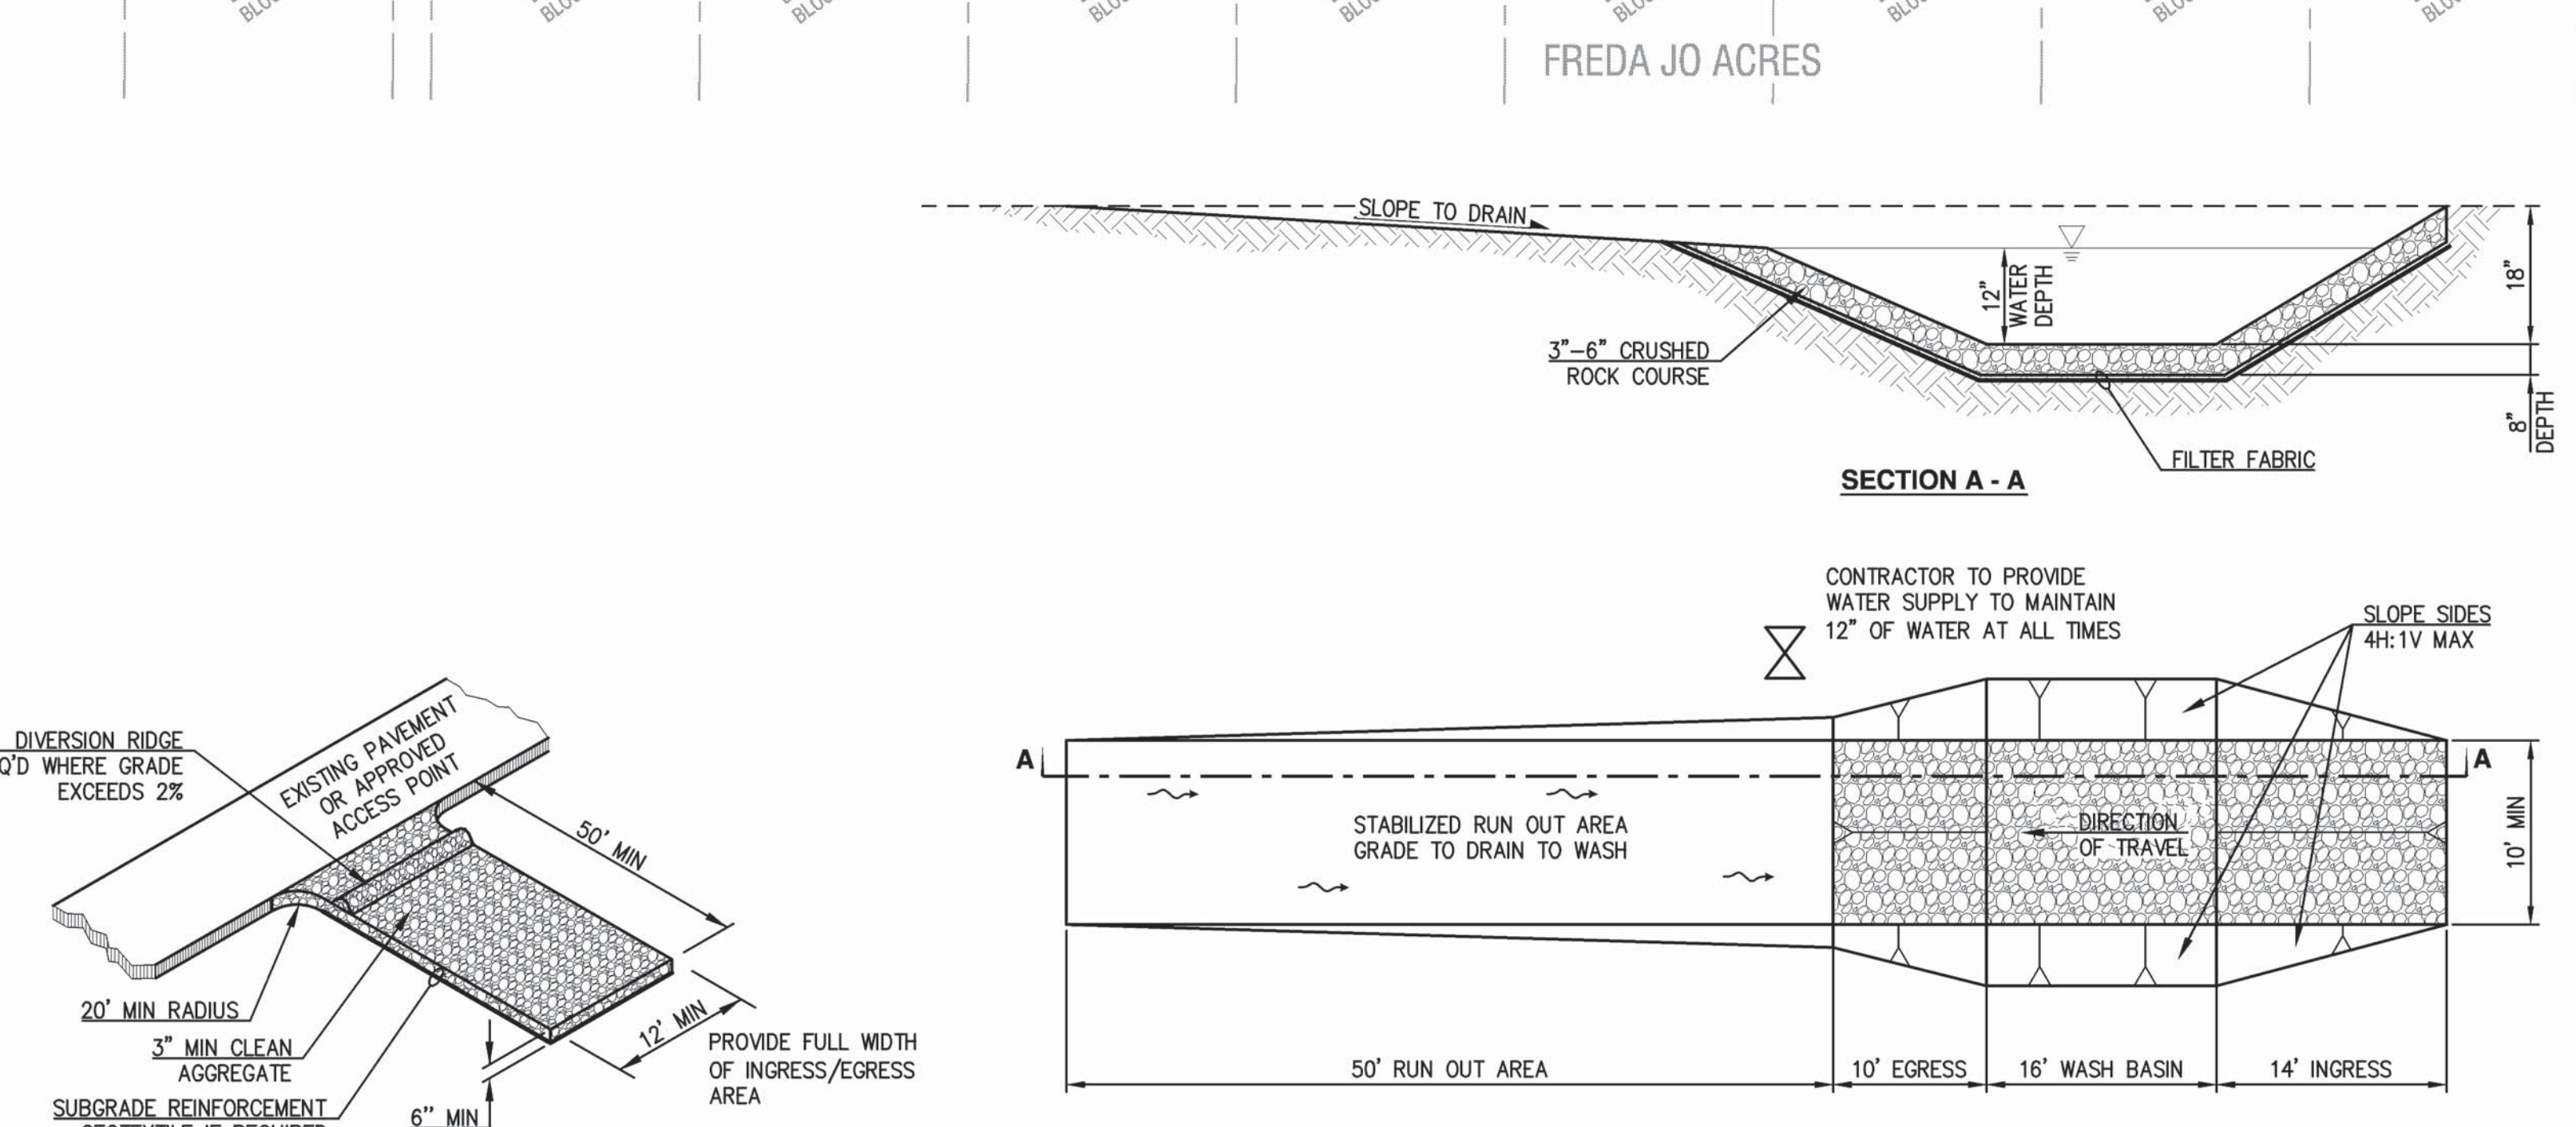 FREDA JO ACRES
SLOPE TO DRAIN
12"
WATER
DEPTH
18"
3"-6" CRUSHED
ROCK COURSE
8"
DEPTH
FILTER FABRIC
SECTION A - A
CONTRACTOR TO PROVIDE
WATER SUPPLY TO MAINTAIN
12" OF WATER AT ALL TIMES
SLOPE SIDES
4H:1V MAX
DIVERSION RIDGE
Q'D WHERE GRADE
EXCEEDS 2%
EXISTING PAVEMENT
OR APPROVED
ACCESS POINT
50' MIN
20' MIN RADIUS
3" MIN CLEAN
AGGREGATE
SUBGRADE REINFORCEMENT
6" MIN
12' MIN
PROVIDE FULL WIDTH
OF INGRESS/EGRESS
AREA
A
A
STABILIZED RUN OUT AREA
GRADE TO DRAIN TO WASH
DIRECTION
OF TRAVEL
10' MIN
50' RUN OUT AREA
10' EGRESS
16' WASH BASIN
14' INGRESS